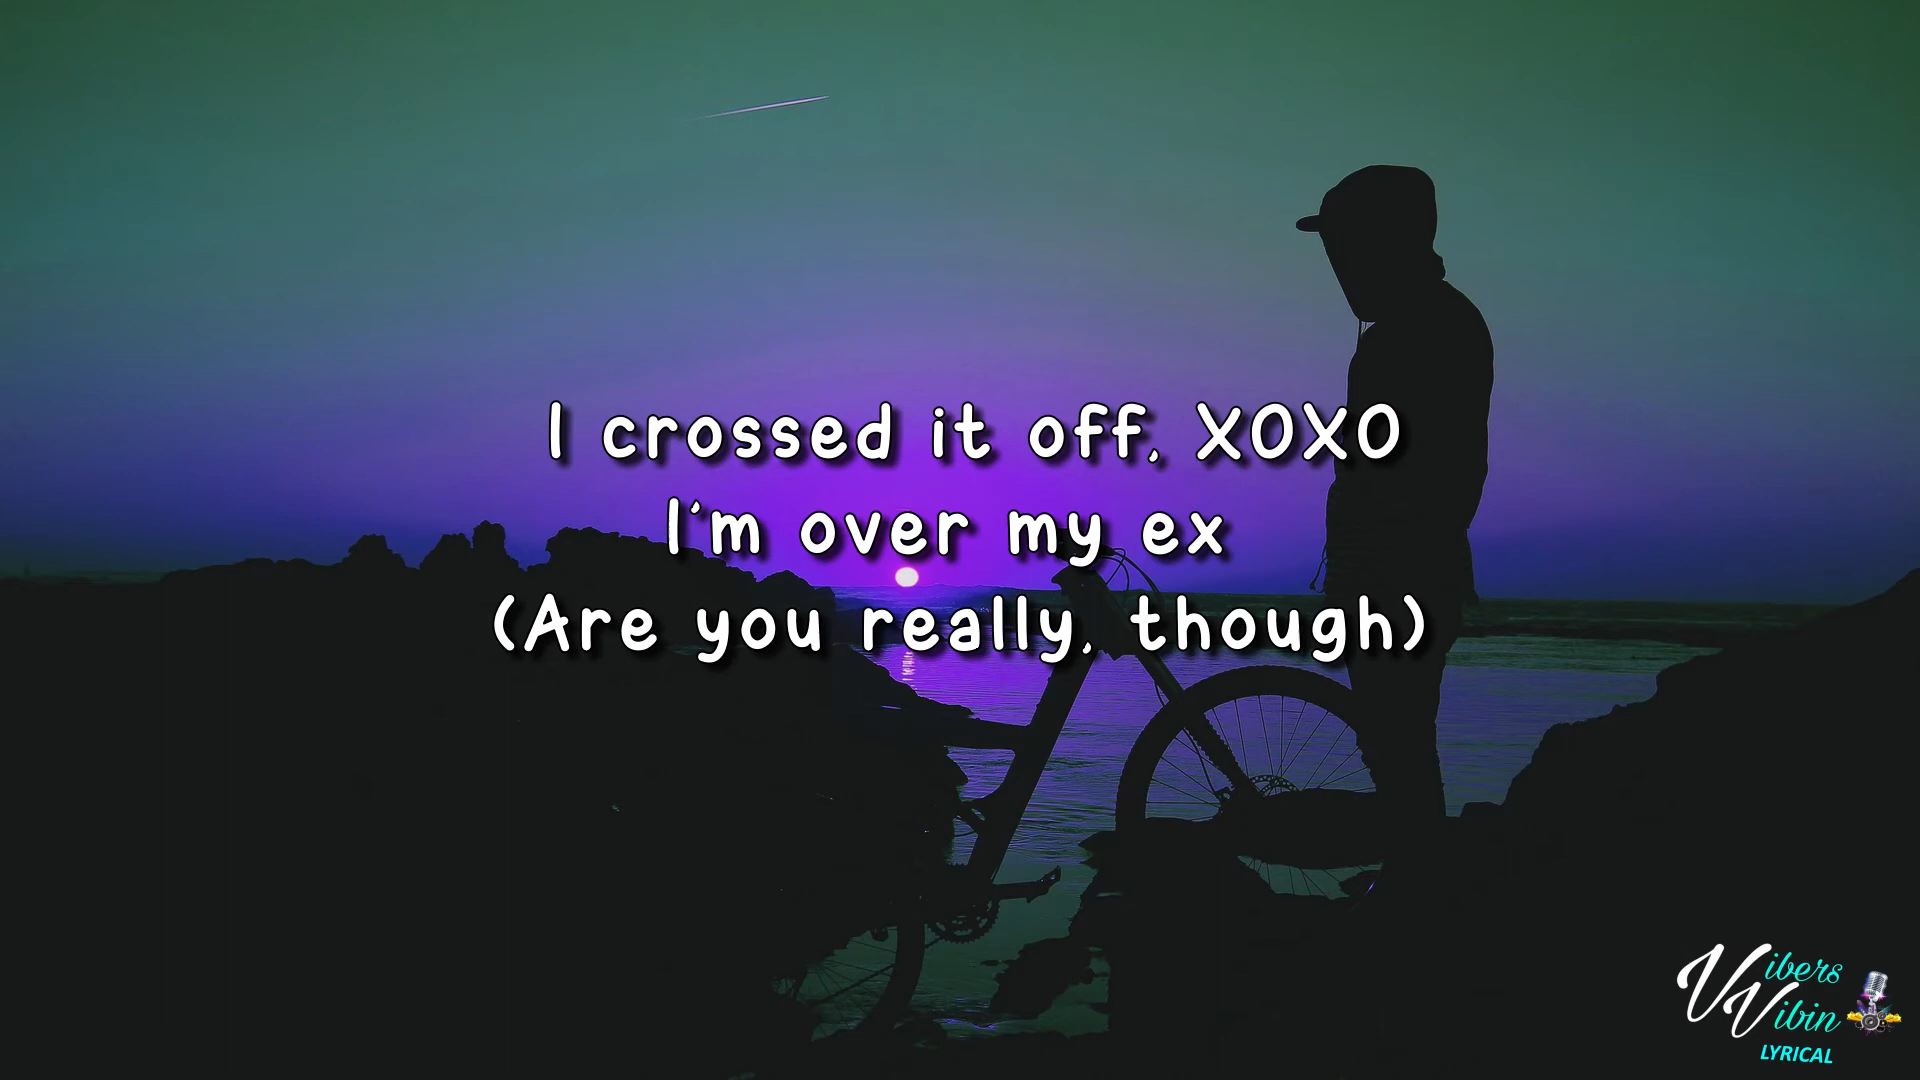 I crossed it off, XOXO
I'm over my ex
(Are you really, though)
Vibers
Vibin
LYRICAL